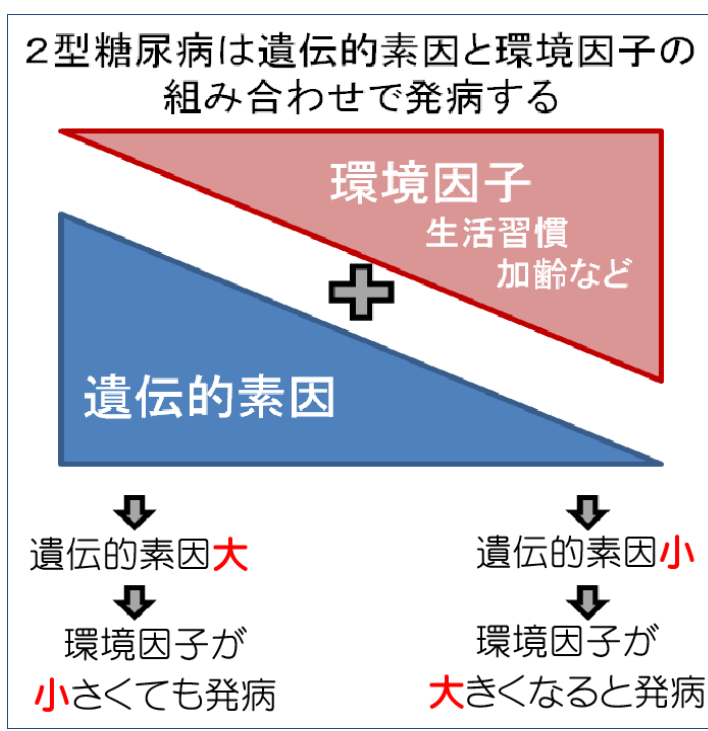 ２型糖尿病は遺伝的素因と環境因子の
組み合わせで発病する
環境因子
生活習慣
加齢など
遺伝的素因
遺伝的素因大
環境因子が
小さくても発病
遺伝的素因小
環境因子が
大きくなると発病